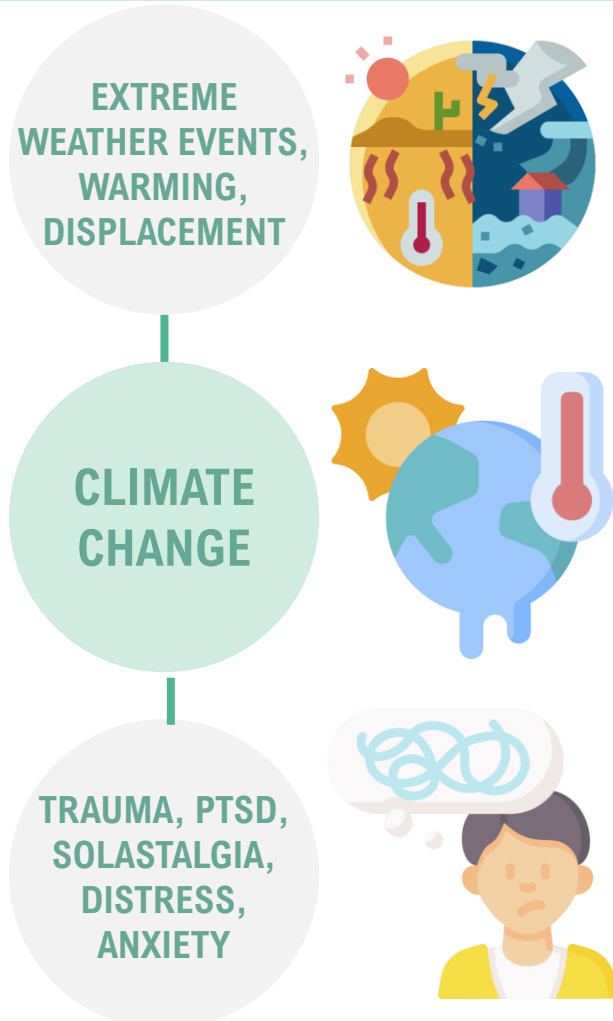 EXTREME
WEATHER EVENTS,
WARMING,
DISPLACEMENT
CLIMATE
CHANGE
TRAUMA, PTSD,
SOLASTALGIA,
DISTRESS,
ANXIETY